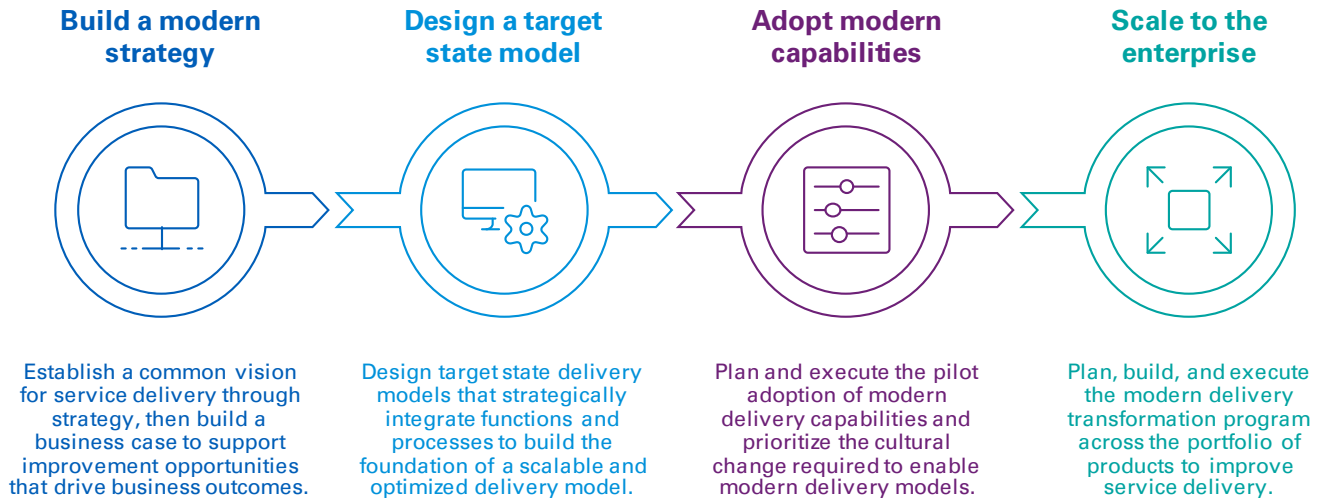 Build a modern
strategy
Design a target
state model
Adopt modern
capabilities
Scale to the
enterprise
Establish a common vision
for service delivery through
strategy, then build a
business case to support
improvement opportunities
that drive business outcomes.
Design target state delivery
models that strategically
integrate functions and
processes to build the
foundation of a scalable and
optimized delivery model.
Plan and execute the pilot
adoption of modern
delivery capabilities and
prioritize the cultural
change required to enable
modern delivery models.
Plan, build, and execute
the modern delivery
transformation program
across the portfolio of
products to improve
service delivery.